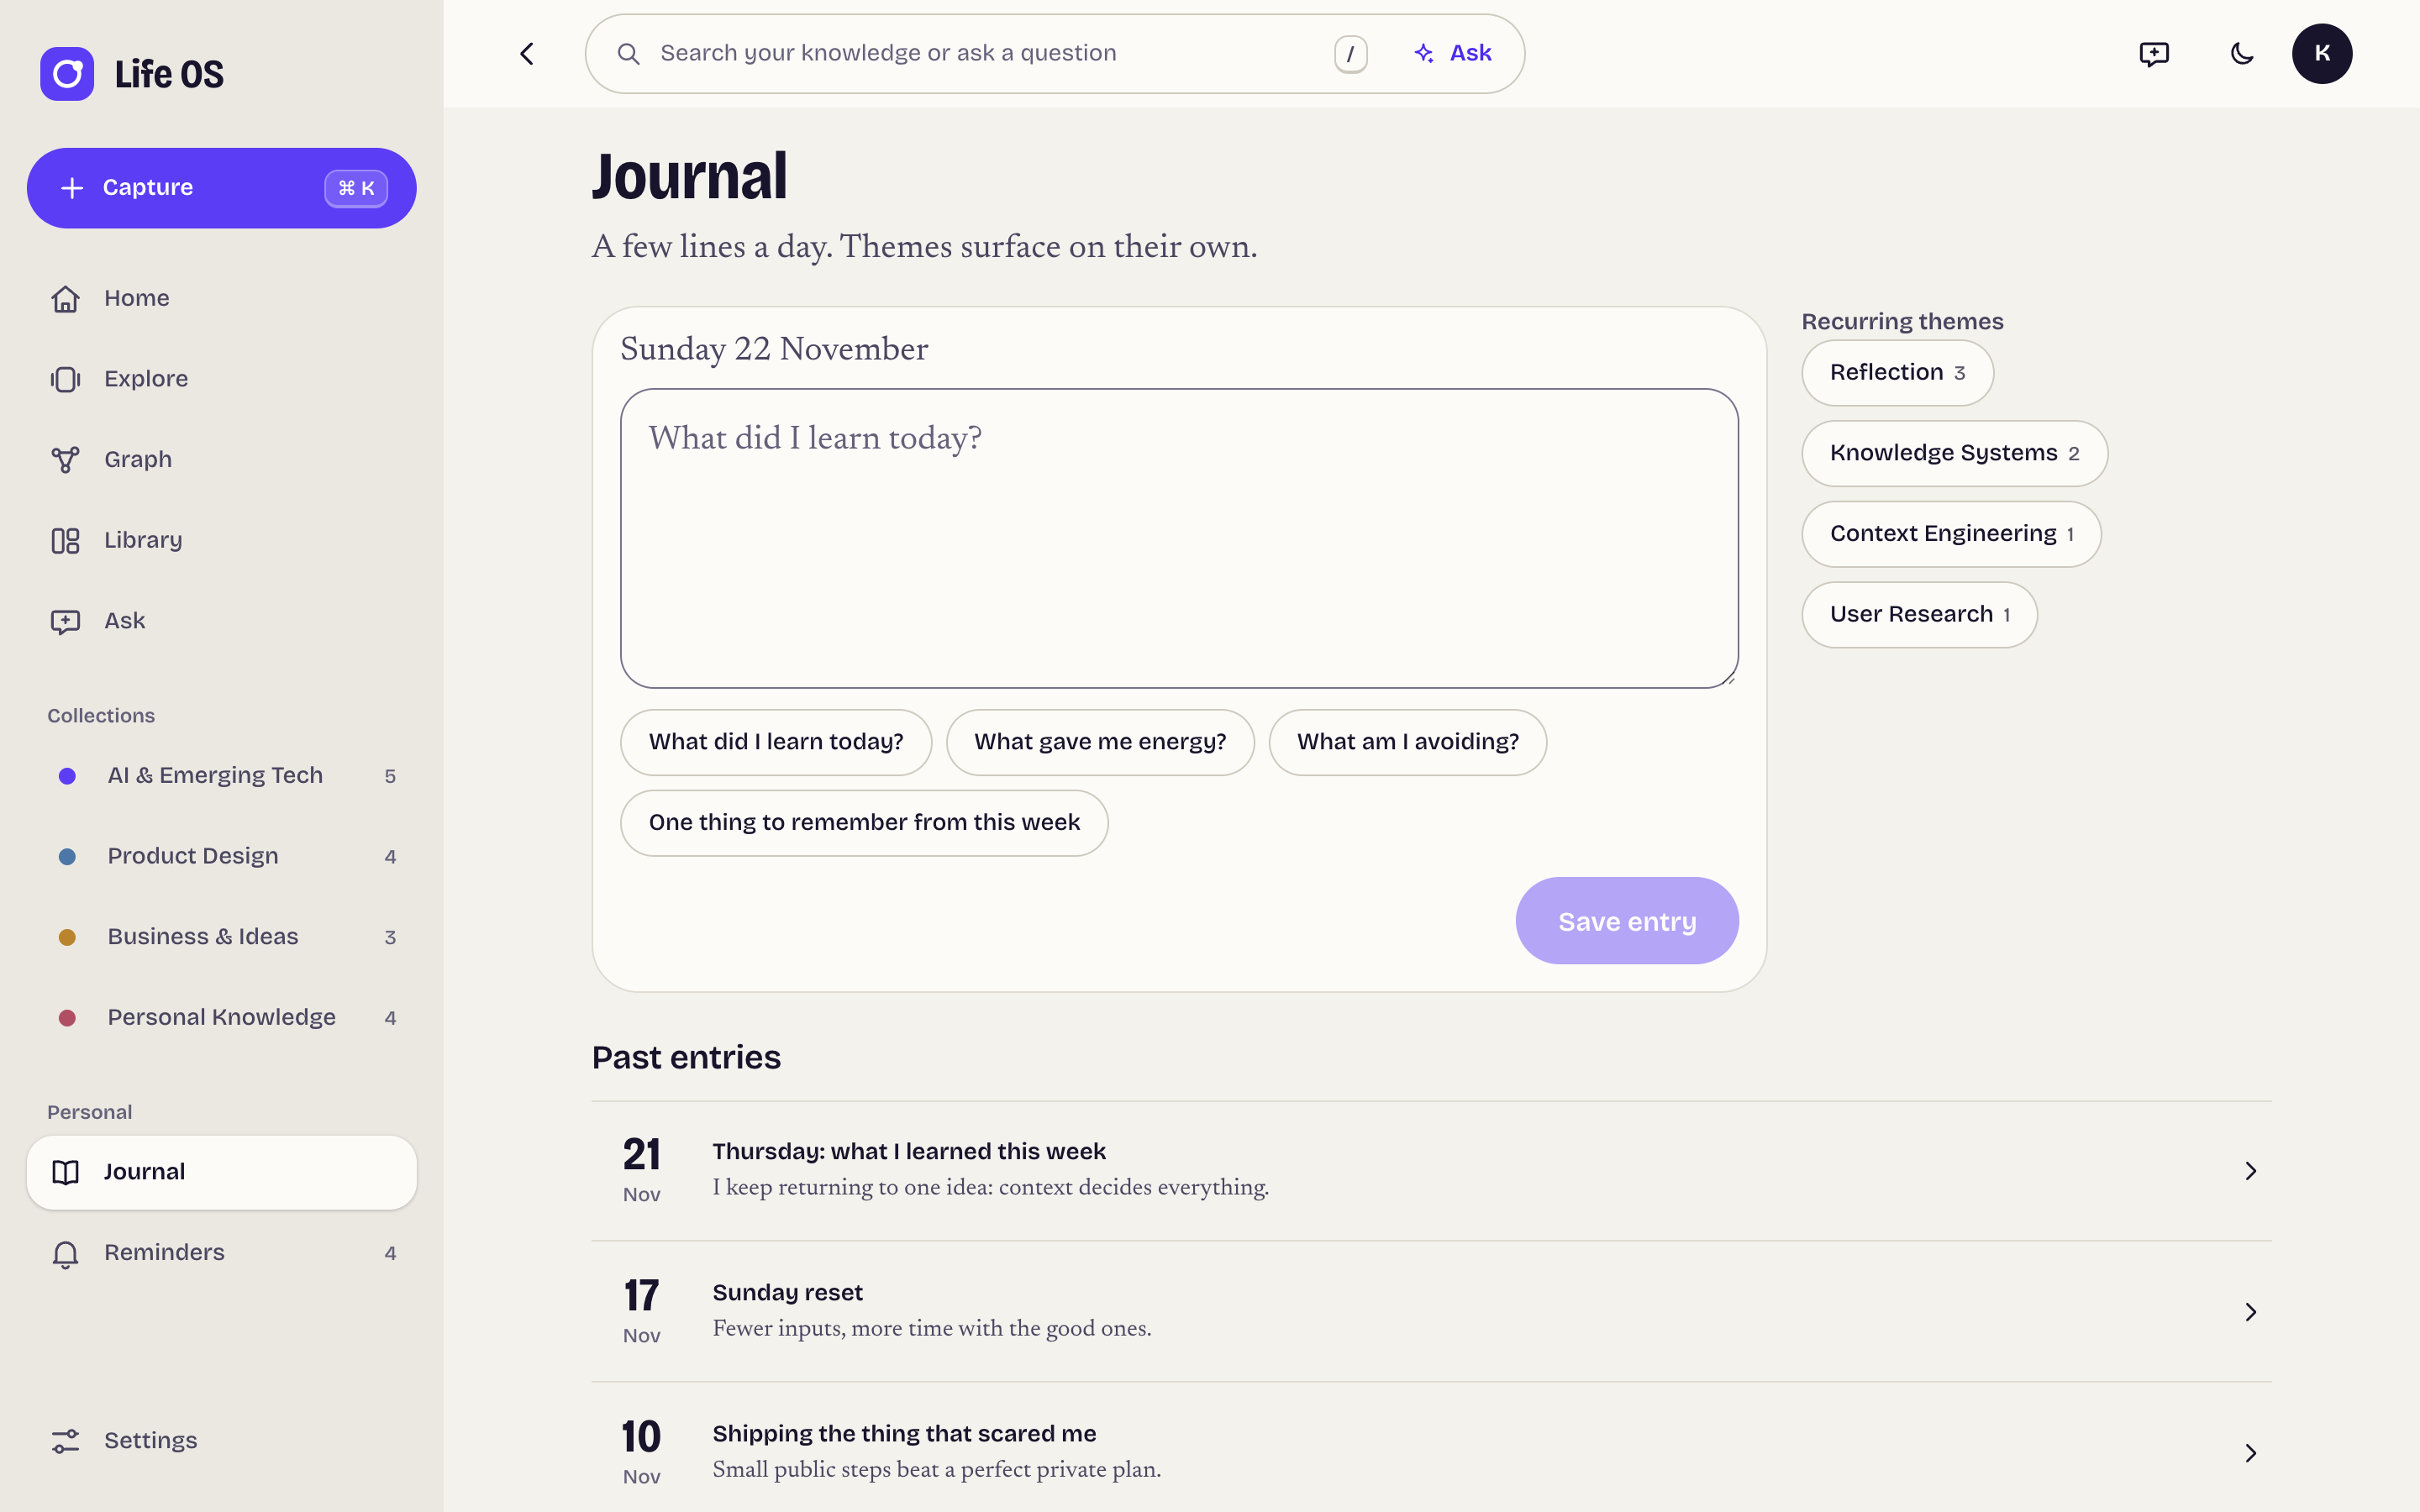 Life OS
Capture ⌘ K
Home
Explore
Graph
Library
Ask
Collections
AI & Emerging Tech 5
Product Design 4
Business & Ideas 3
Personal Knowledge 4
Personal
Journal
Reminders 4
Settings
Search your knowledge or ask a question / Ask
K
Journal
A few lines a day. Themes surface on their own.
Sunday 22 November
What did I learn today?
What did I learn today? What gave me energy? What am I avoiding?
One thing to remember from this week
Save entry
Recurring themes
Reflection 3
Knowledge Systems 2
Context Engineering 1
User Research 1
Past entries
21 Nov
Thursday: what I learned this week
I keep returning to one idea: context decides everything.
17 Nov
Sunday reset
Fewer inputs, more time with the good ones.
10 Nov
Shipping the thing that scared me
Small public steps beat a perfect private plan.